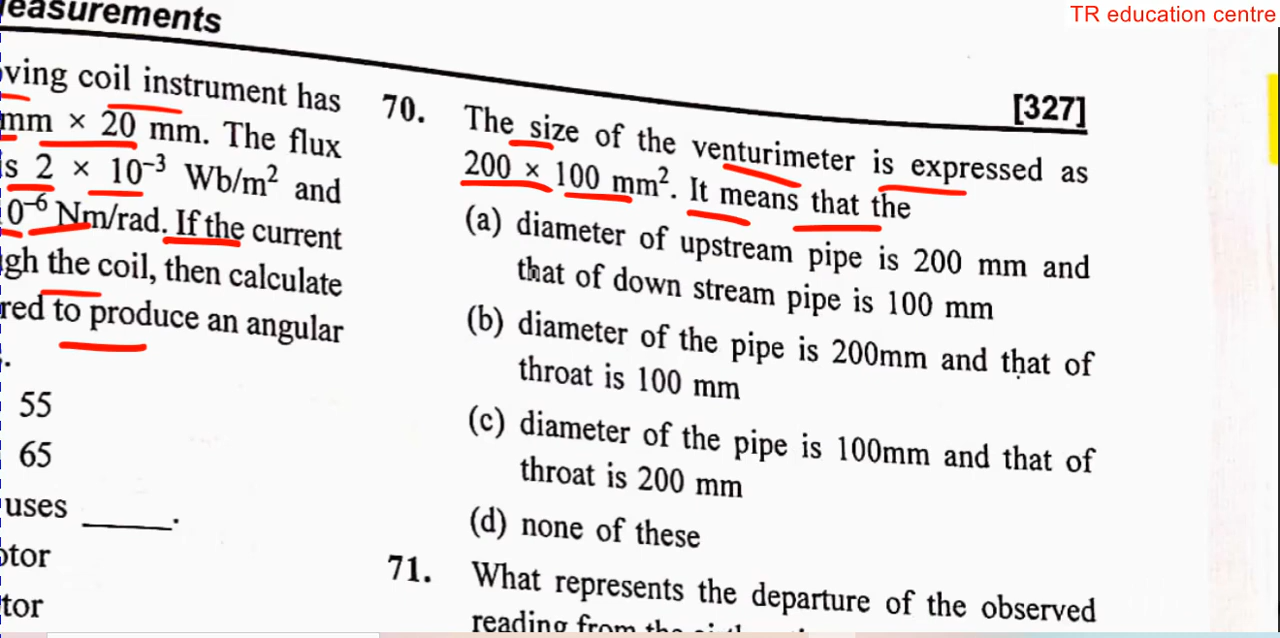 TR education centre
easurements
[327]
ving coil instrument has
mm × 20 mm. The flux
is 2 × 10⁻³ Wb/m² and
0⁻⁶ Nm/rad. If the current
gh the coil, then calculate
red to produce an angular
.
55
65
uses _____.
otor
tor
70. The size of the venturimeter is expressed as
200 × 100 mm². It means that the
(a) diameter of upstream pipe is 200 mm and
that of down stream pipe is 100 mm
(b) diameter of the pipe is 200mm and that of
throat is 100 mm
(c) diameter of the pipe is 100mm and that of
throat is 200 mm
(d) none of these
71. What represents the departure of the observed
reading from the